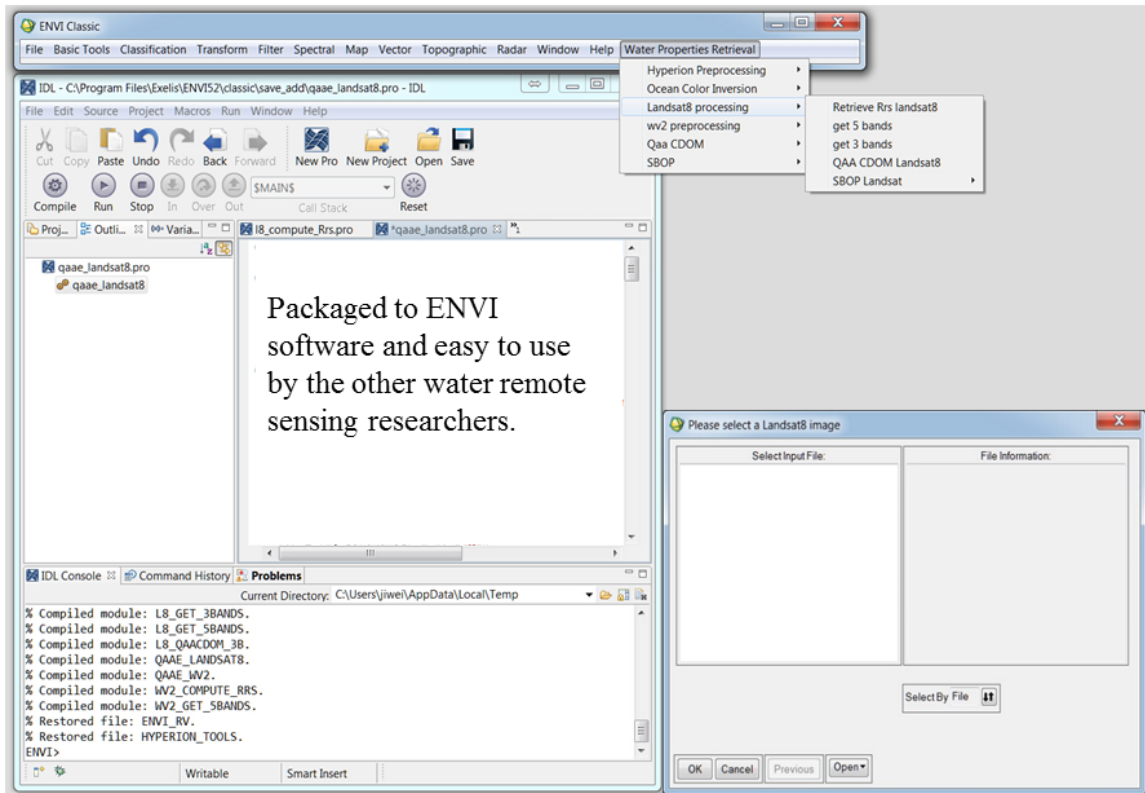 ENVI Classic
File Basic Tools Classification Transform Filter Spectral Map Vector Topographic Radar Window Help Water Properties Retrieval
Hyperion Preprocessing
Ocean Color Inversion
Landsat8 processing
wv2 preprocessing
Qaa CDOM
SBOP
Retrieve Rrs landsat8
get 5 bands
get 3 bands
QAA CDOM Landsat8
SBOP Landsat
IDL - C:\Program Files\Exelis\ENVI52\classic\save_add\qaae_landsat8.pro - IDL
File Edit Source Project Macros Run Window Help
Cut Copy Paste Undo Redo Back Forward New Pro New Project Open Save
$MAIN$
Compile Run Stop In Over Out Call Stack Reset
Proj... Outli... Varia...
l8_compute_Rrs.pro *qaae_landsat8.pro "1
qaae_landsat8.pro
qaae_landsat8
Packaged to ENVI
software and easy to use
by the other water remote
sensing researchers.
IDL Console Command History Problems
Current Directory: C:\Users\jiwei\AppData\Local\Temp
% Compiled module: L8_GET_3BANDS.
% Compiled module: L8_GET_5BANDS.
% Compiled module: L8_QAACDOM_3B.
% Compiled module: QAAE_LANDSAT8.
% Compiled module: QAAE_WV2.
% Compiled module: WV2_COMPUTE_RRS.
% Compiled module: WV2_GET_5BANDS.
% Restored file: ENVI_RV.
% Restored file: HYPERION_TOOLS.
ENVI>
Writable Smart Insert
Please select a Landsat8 image
Select Input File: File Information:
Select By File
OK Cancel Previous Open